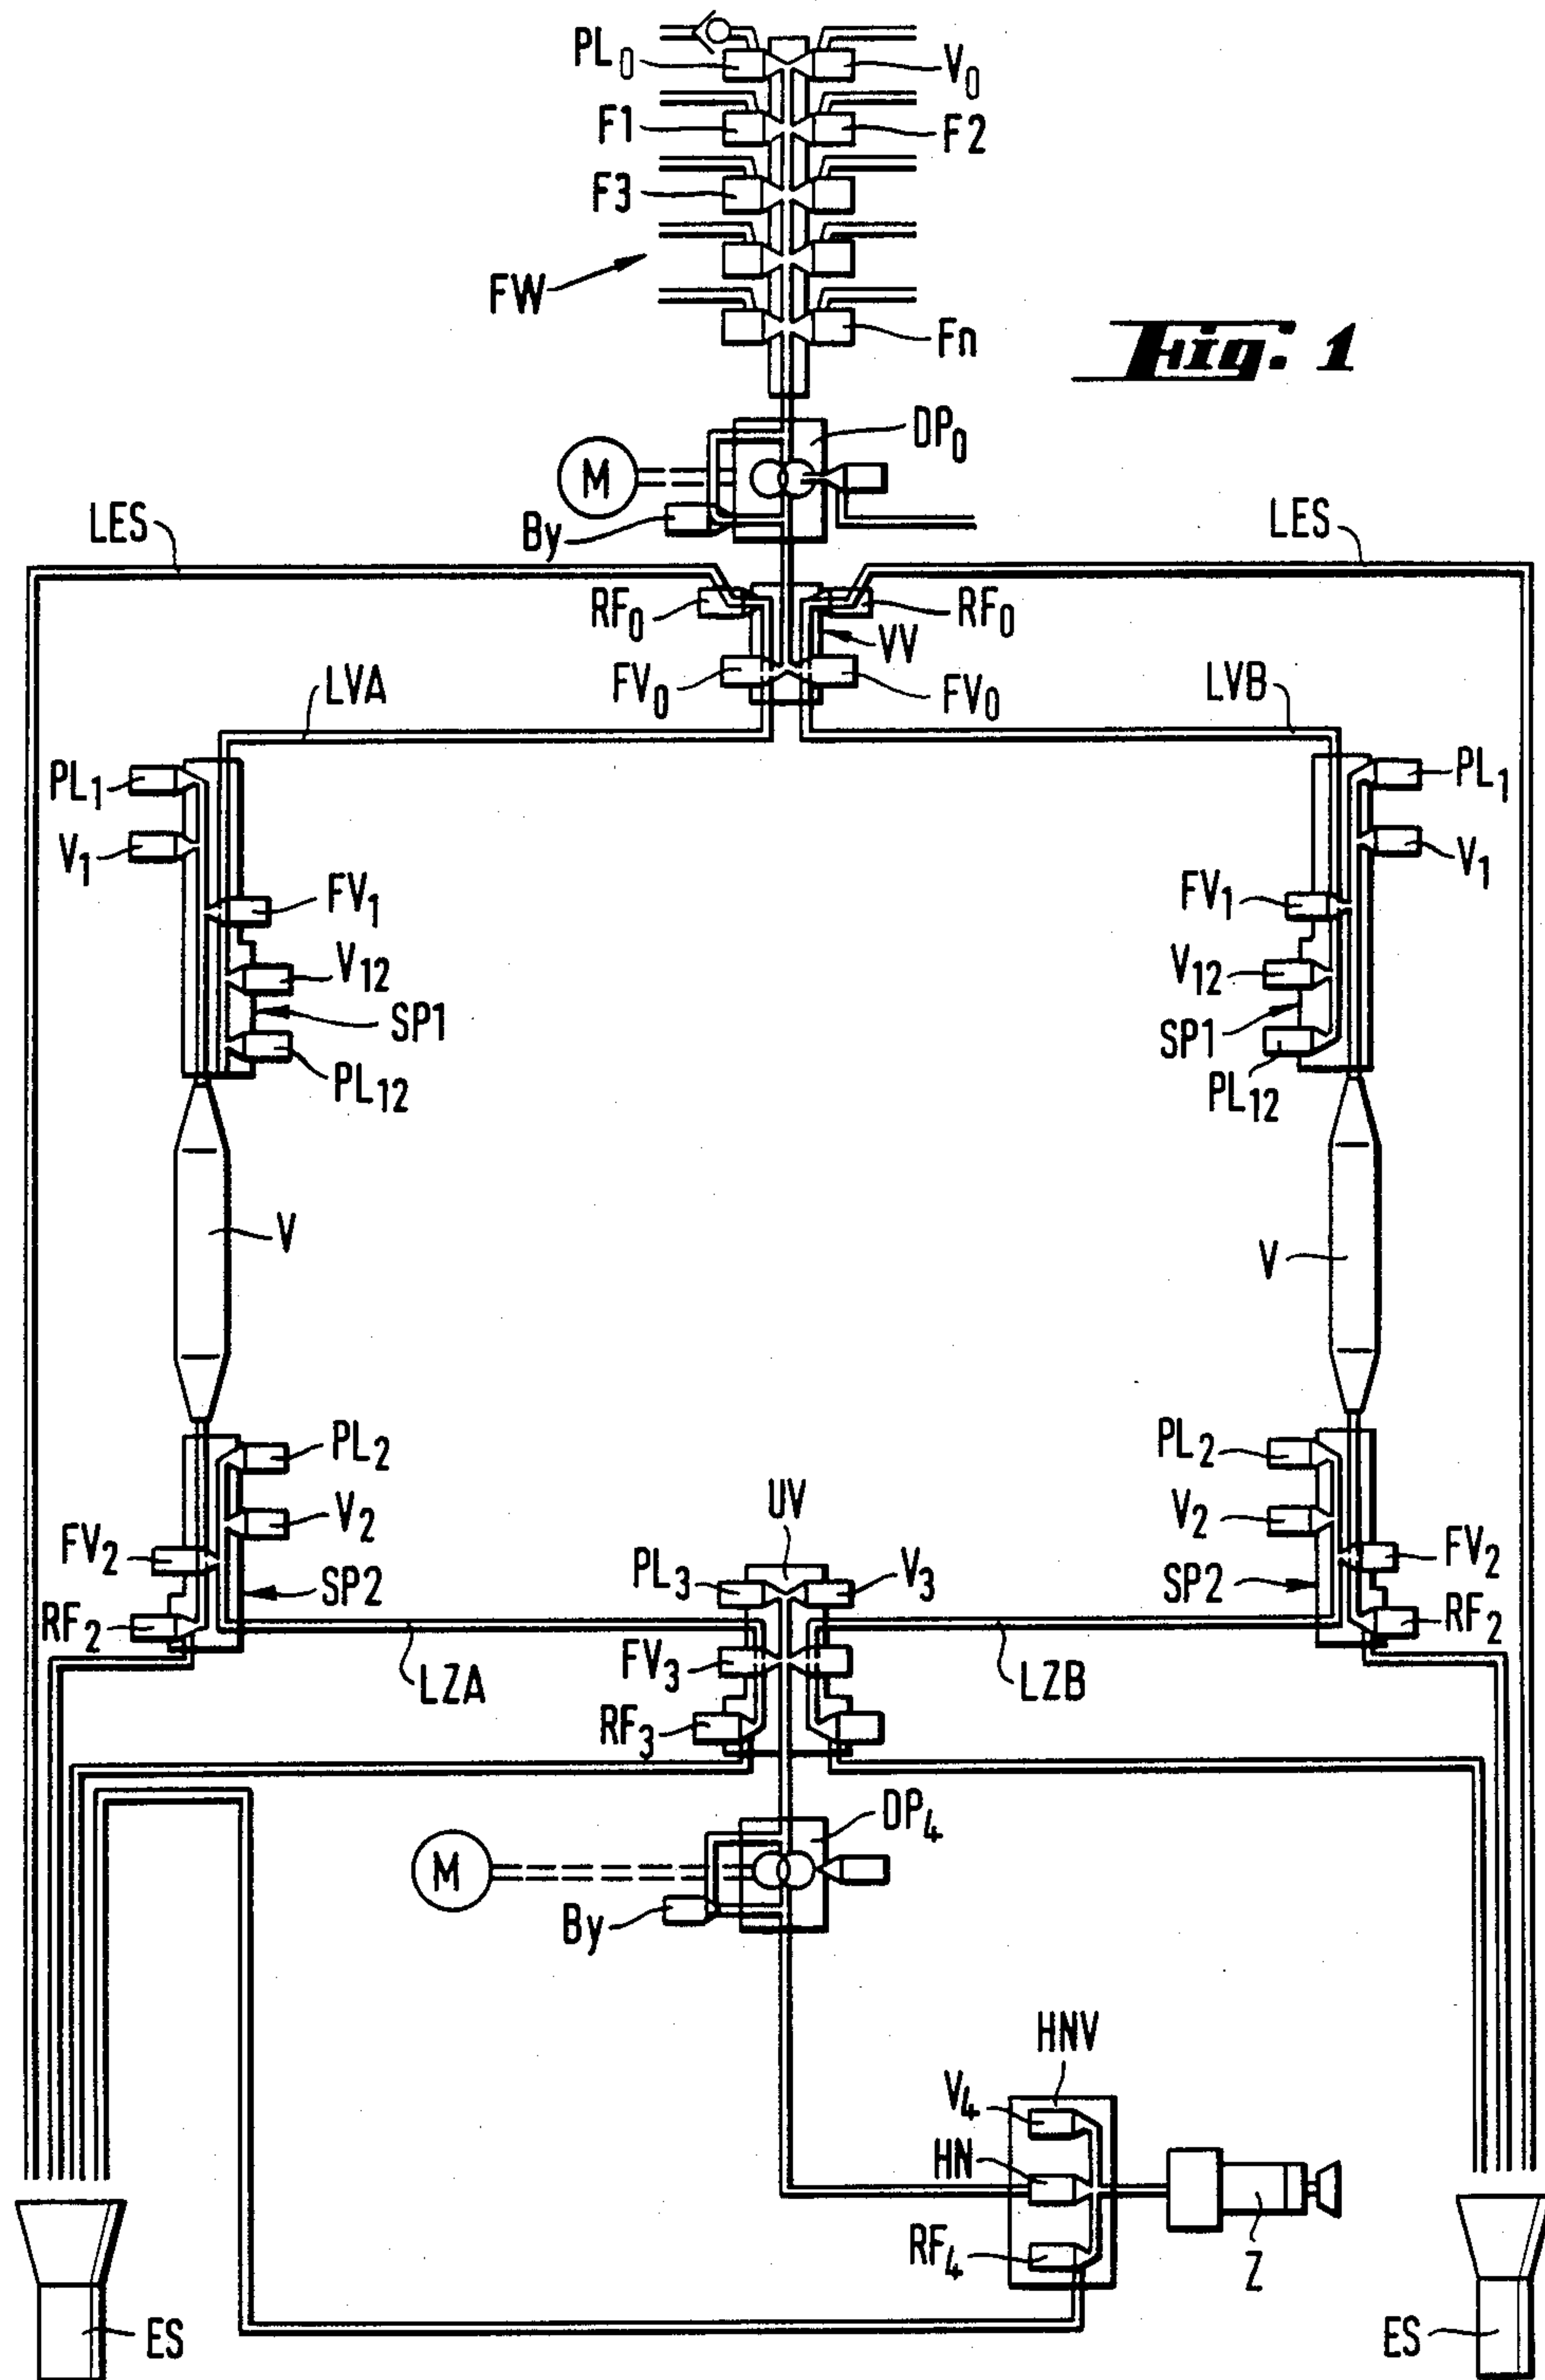 PL0 V0
F1 F2
F3
FW
Fn
Fig. 1
DP0
M
By
LES LES
RF0 RF0
VV
FV0 FV0
LVA LVB
PL1 PL1
V1 V1
FV1 FV1
V12 V12
SP1 SP1
PL12 PL12
V V
PL2 PL2
V2 UV V2
FV2 FV2
SP2 PL3 V3 SP2
RF2 RF2
LZA FV3 LZB
RF3
DP4
M
By
HNV
V4
HN
RF4
Z
ES ES